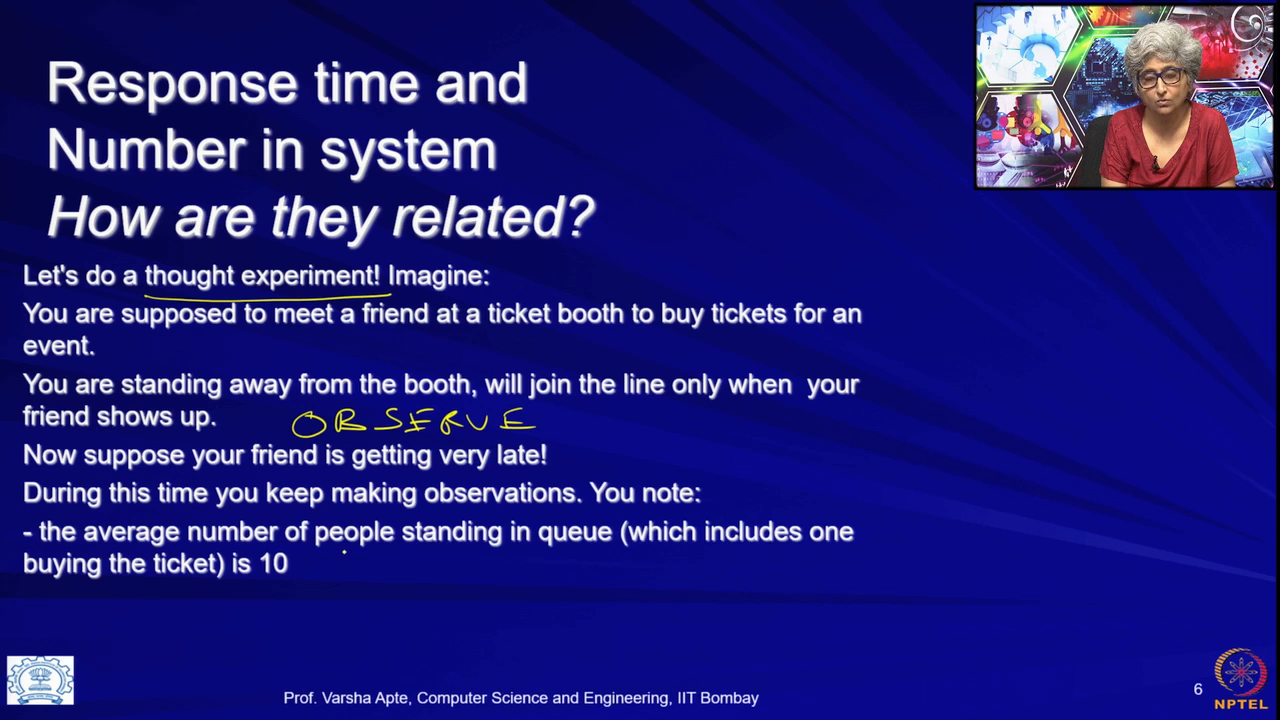 Response time and
Number in system
How are they related?
Let's do a thought experiment! Imagine:
You are supposed to meet a friend at a ticket booth to buy tickets for an
event.
You are standing away from the booth, will join the line only when your
friend shows up.
OBSERVE
Now suppose your friend is getting very late!
During this time you keep making observations. You note:
- the average number of people standing in queue (which includes one
buying the ticket) is 10
Prof. Varsha Apte, Computer Science and Engineering, IIT Bombay
6
NPTEL